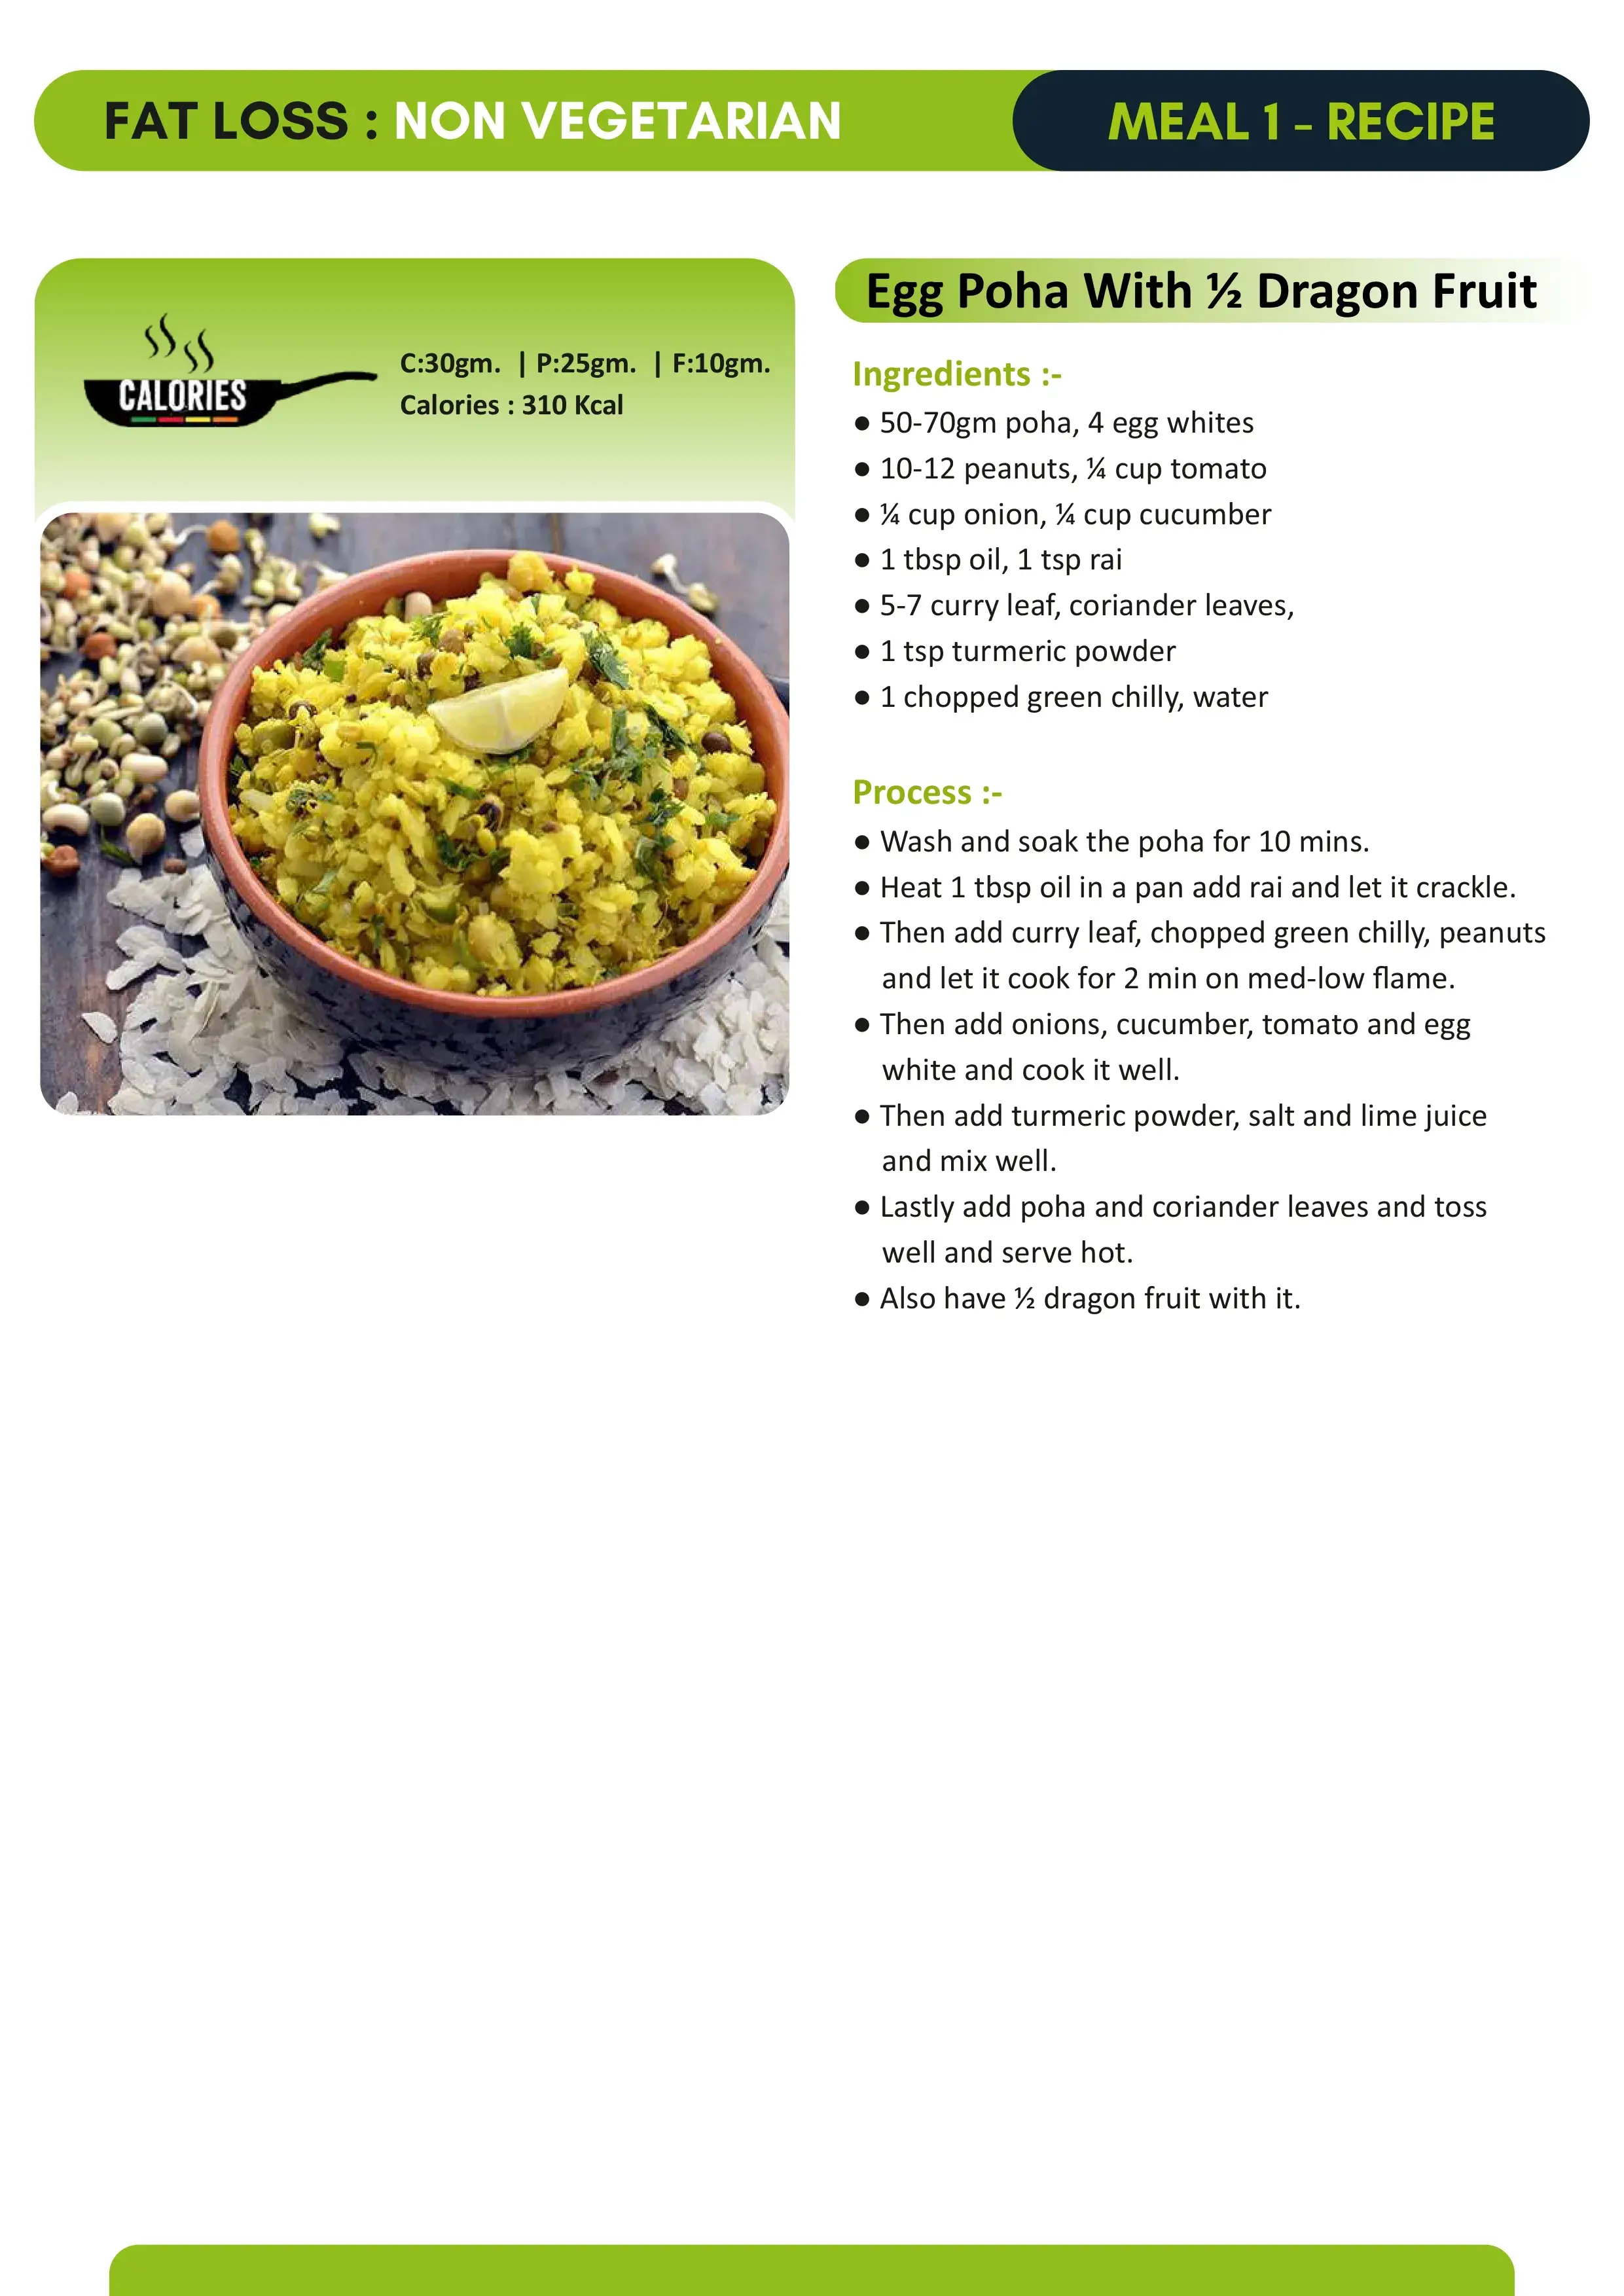 FAT LOSS : NON VEGETARIAN
MEAL 1 - RECIPE
CALORIES
C:30gm. | P:25gm. | F:10gm.
Calories : 310 Kcal
Egg Poha With ½ Dragon Fruit
Ingredients :-
● 50-70gm poha, 4 egg whites
● 10-12 peanuts, ¼ cup tomato
● ¼ cup onion, ¼ cup cucumber
● 1 tbsp oil, 1 tsp rai
● 5-7 curry leaf, coriander leaves,
● 1 tsp turmeric powder
● 1 chopped green chilly, water
Process :-
● Wash and soak the poha for 10 mins.
● Heat 1 tbsp oil in a pan add rai and let it crackle.
● Then add curry leaf, chopped green chilly, peanuts
and let it cook for 2 min on med-low flame.
● Then add onions, cucumber, tomato and egg
white and cook it well.
● Then add turmeric powder, salt and lime juice
and mix well.
● Lastly add poha and coriander leaves and toss
well and serve hot.
● Also have ½ dragon fruit with it.